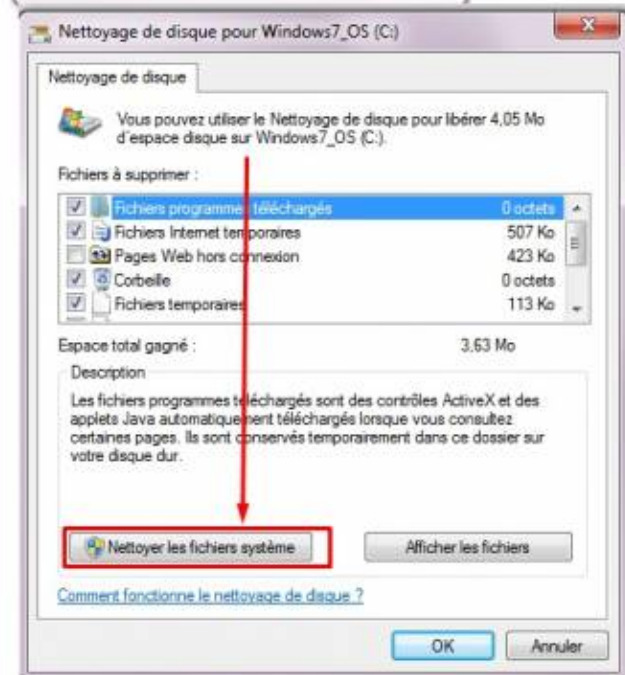 Nettoyage de disque pour Windows7_OS (C:)
Nettoyage de disque
Vous pouvez utiliser le Nettoyage de disque pour libérer 4,05 Mo
d'espace disque sur Windows7_OS (C:).
Fichiers à supprimer :
Fichiers programmes téléchargés 0 octets
Fichiers Internet temporaires 507 Ko
Pages Web hors connexion 423 Ko
Corbeille 0 octets
Fichiers temporaires 113 Ko
Espace total gagné : 3,63 Mo
Description
Les fichiers programmes téléchargés sont des contrôles ActiveX et des
applets Java automatiquement téléchargés lorsque vous consultez
certaines pages. Ils sont conservés temporairement dans ce dossier sur
votre disque dur.
Nettoyer les fichiers système Afficher les fichiers
Comment fonctionne le nettoyage de disque ?
OK Annuler